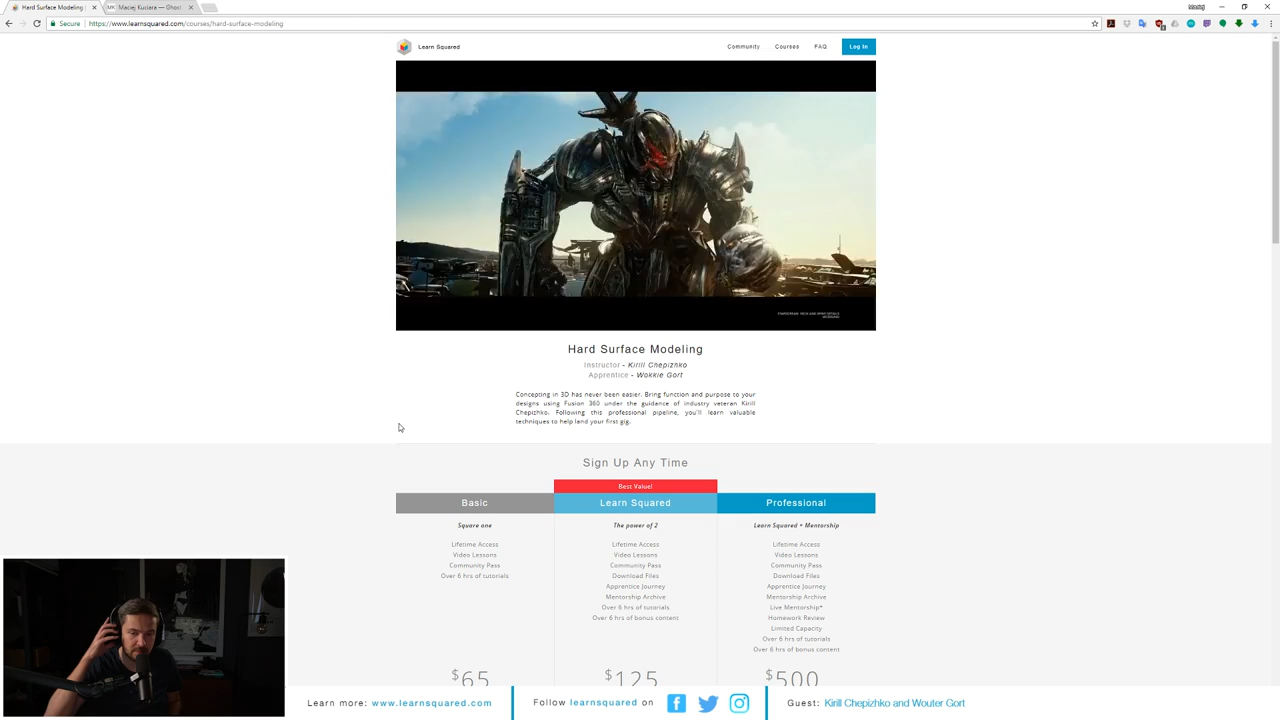 Hard Surface Modeling
Maciej Kuciara — Ghost
Maciej
Secure
https://www.learnsquared.com/courses/hard-surface-modeling
Learn Squared
Community
Courses
FAQ
Log In
Hard Surface Modeling
Instructor - Kirill Chepizhko
Apprentice - Wokkie Gort
Concepting in 3D has never been easier. Bring function and purpose to your
designs using Fusion 360 under the guidance of industry veteran Kirill
Chepizhko. Following this professional pipeline, you'll learn valuable
techniques to help land your first gig.
Sign Up Any Time
Best Value!
Basic
Learn Squared
Professional
Square one
The power of 2
Learn Squared + Mentorship
Lifetime Access
Video Lessons
Community Pass
Over 6 hrs of tutorials
Lifetime Access
Video Lessons
Community Pass
Download Files
Apprentice Journey
Mentorship Archive
Over 6 hrs of tutorials
Over 6 hrs of bonus content
Lifetime Access
Video Lessons
Community Pass
Download Files
Apprentice Journey
Mentorship Archive
Live Mentorship*
Homework Review
Limited Capacity
Over 6 hrs of tutorials
Over 6 hrs of bonus content
$65
$125
$500
Learn more: www.learnsquared.com
Follow learnsquared on
Guest: Kirill Chepizhko and Wouter Gort